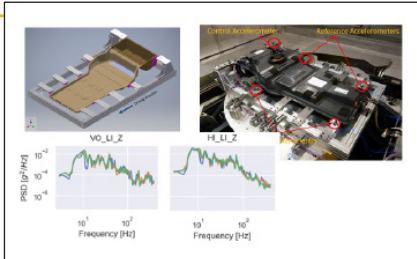 Control Accelerometer
Reference Accelerometers
VO_LI_Z
HI_LI_Z
PSD [g²/Hz]
10⁻²
10⁻⁴
10⁻⁶
10¹
10²
10¹
10²
Frequency [Hz]
Frequency [Hz]